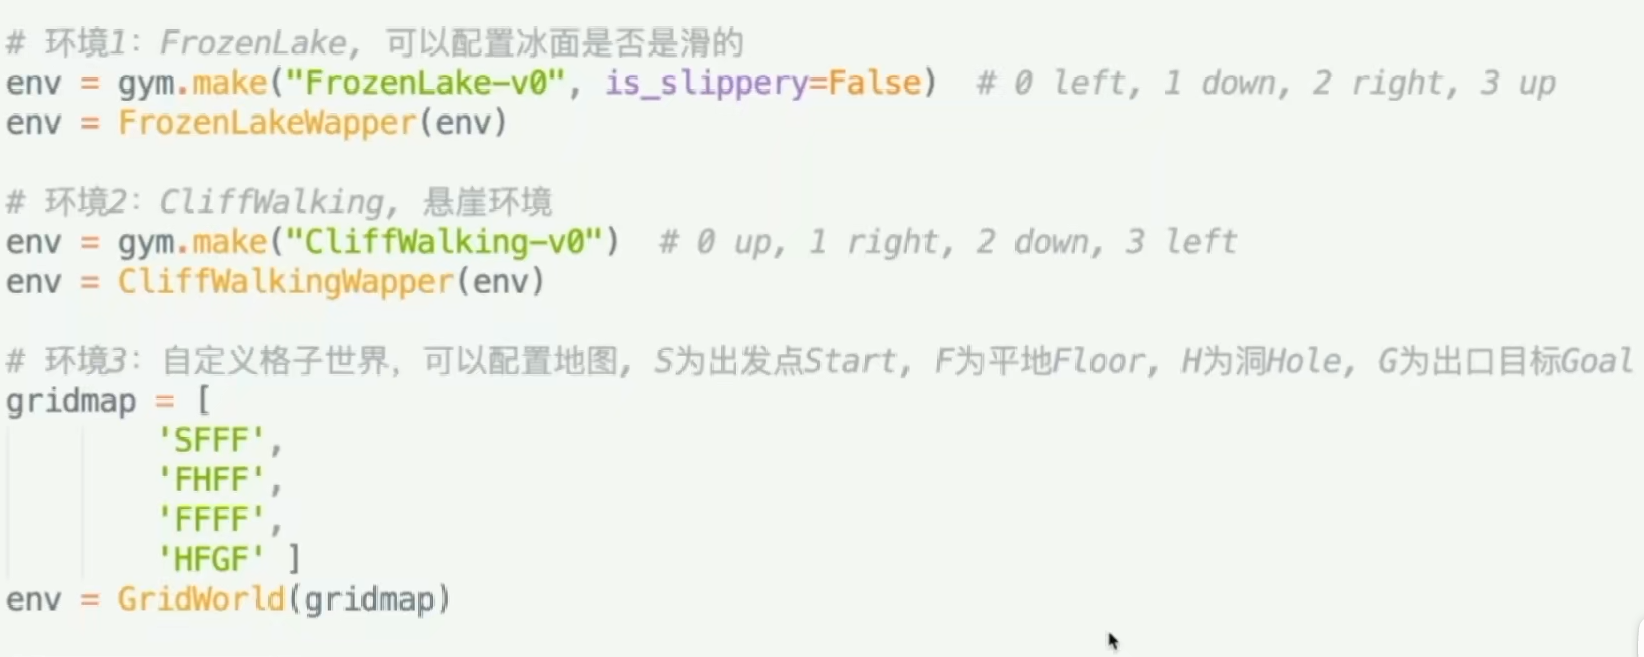 # 环境1：FrozenLake, 可以配置冰面是否是滑的
env = gym.make("FrozenLake-v0", is_slippery=False)  # 0 left, 1 down, 2 right, 3 up
env = FrozenLakeWapper(env)
# 环境2：CliffWalking, 悬崖环境
env = gym.make("CliffWalking-v0")  # 0 up, 1 right, 2 down, 3 left
env = CliffWalkingWapper(env)
# 环境3：自定义格子世界，可以配置地图, S为出发点Start, F为平地Floor, H为洞Hole, G为出口目标Goal
gridmap = [
'SFFF',
'FHFF',
'FFFF',
'HFGF' ]
env = GridWorld(gridmap)